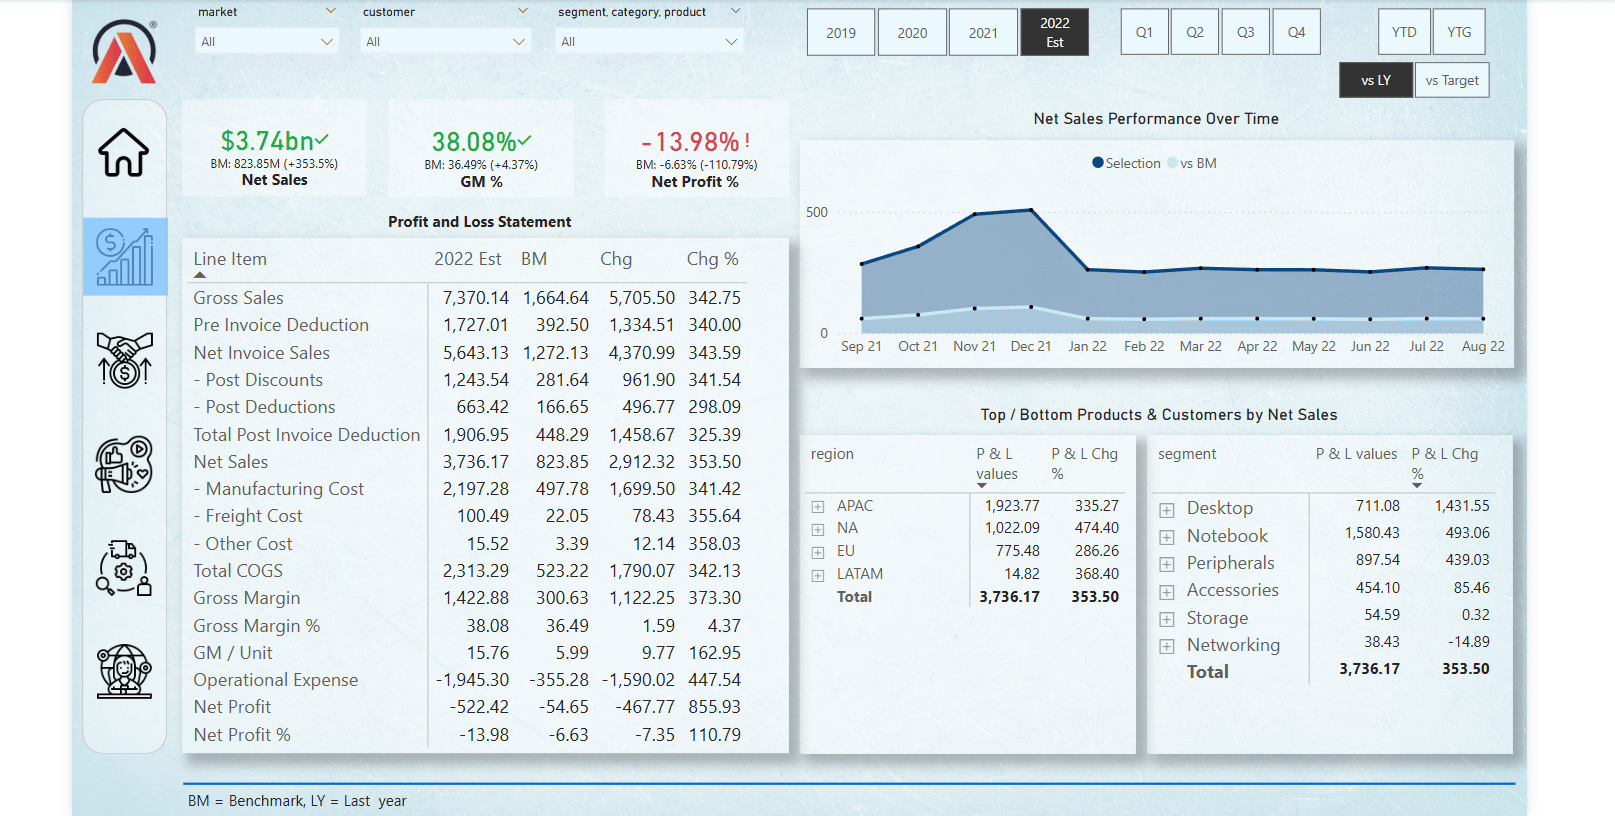 market customer segment, category, product
All All All
2019 2020 2021 2022 Est Q1 Q2 Q3 Q4 YTD YTG
vs LY vs Target
$3.74bn
BM: 823.85M (+353.5%)
Net Sales
38.08%
BM: 36.49% (+4.37%)
GM %
-13.98% !
BM: -6.63% (-110.79%)
Net Profit %
Profit and Loss Statement
Line Item 2022 Est BM Chg Chg %
Gross Sales 7,370.14 1,664.64 5,705.50 342.75
Pre Invoice Deduction 1,727.01 392.50 1,334.51 340.00
Net Invoice Sales 5,643.13 1,272.13 4,370.99 343.59
- Post Discounts 1,243.54 281.64 961.90 341.54
- Post Deductions 663.42 166.65 496.77 298.09
Total Post Invoice Deduction 1,906.95 448.29 1,458.67 325.39
Net Sales 3,736.17 823.85 2,912.32 353.50
- Manufacturing Cost 2,197.28 497.78 1,699.50 341.42
- Freight Cost 100.49 22.05 78.43 355.64
- Other Cost 15.52 3.39 12.14 358.03
Total COGS 2,313.29 523.22 1,790.07 342.13
Gross Margin 1,422.88 300.63 1,122.25 373.30
Gross Margin % 38.08 36.49 1.59 4.37
GM / Unit 15.76 5.99 9.77 162.95
Operational Expense -1,945.30 -355.28 -1,590.02 447.54
Net Profit -522.42 -54.65 -467.77 855.93
Net Profit % -13.98 -6.63 -7.35 110.79
Net Sales Performance Over Time
Selection vs BM
500
0
Sep 21 Oct 21 Nov 21 Dec 21 Jan 22 Feb 22 Mar 22 Apr 22 May 22 Jun 22 Jul 22 Aug 22
Top / Bottom Products & Customers by Net Sales
region P & L values P & L Chg %
APAC 1,923.77 335.27
NA 1,022.09 474.40
EU 775.48 286.26
LATAM 14.82 368.40
Total 3,736.17 353.50
segment P & L values P & L Chg %
Desktop 711.08 1,431.55
Notebook 1,580.43 493.06
Peripherals 897.54 439.03
Accessories 454.10 85.46
Storage 54.59 0.32
Networking 38.43 -14.89
Total 3,736.17 353.50
BM = Benchmark, LY = Last year